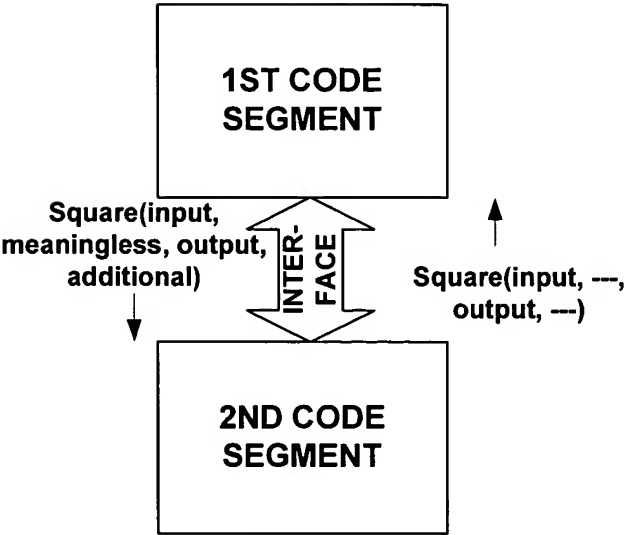 1ST CODE
SEGMENT
Square(input,
meaningless, output,
additional)
INTER-
FACE
Square(input, ---,
output, ---)
2ND CODE
SEGMENT